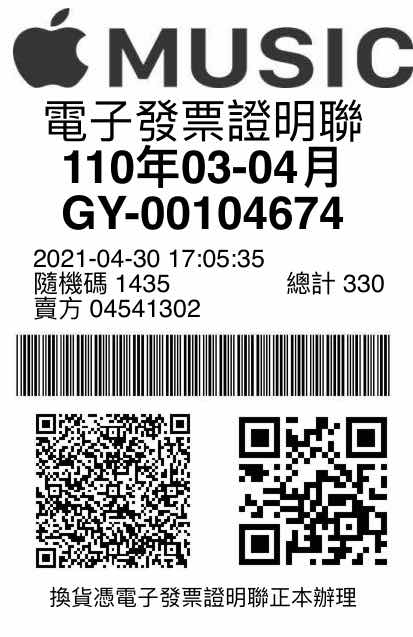 MUSIC
電子發票證明聯
110年03-04月
GY-00104674
2021-04-30 17:05:35
隨機碼 1435 總計 330
賣方 04541302
換貨憑電子發票證明聯正本辦理